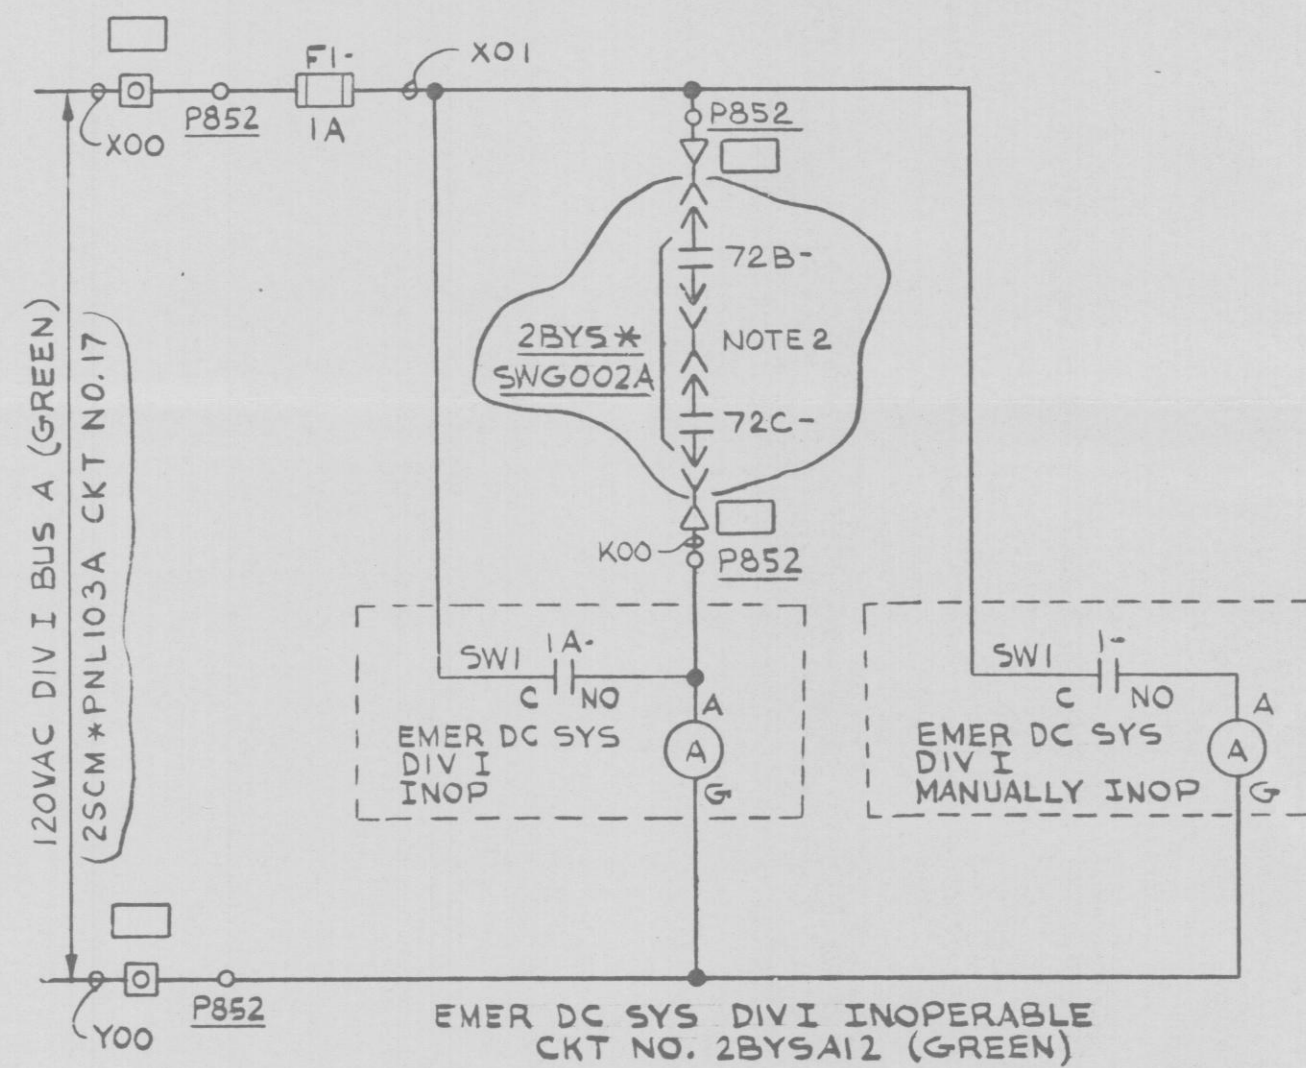 F1-
X01
P852
1A
X00
P852
72B-
2BYS*
SWG002A
NOTE 2
72C-
K00
P852
120VAC DIV I BUS A (GREEN)
(2SCM*PNL103A CKT NO.17)
SW1
1A-
C
NO
A
A
G
EMER DC SYS
DIV I
INOP
SW1
1-
C
NO
A
A
G
EMER DC SYS
DIV I
MANUALLY INOP
P852
Y00
EMER DC SYS DIV I INOPERABLE
CKT NO. 2BYSA12 (GREEN)